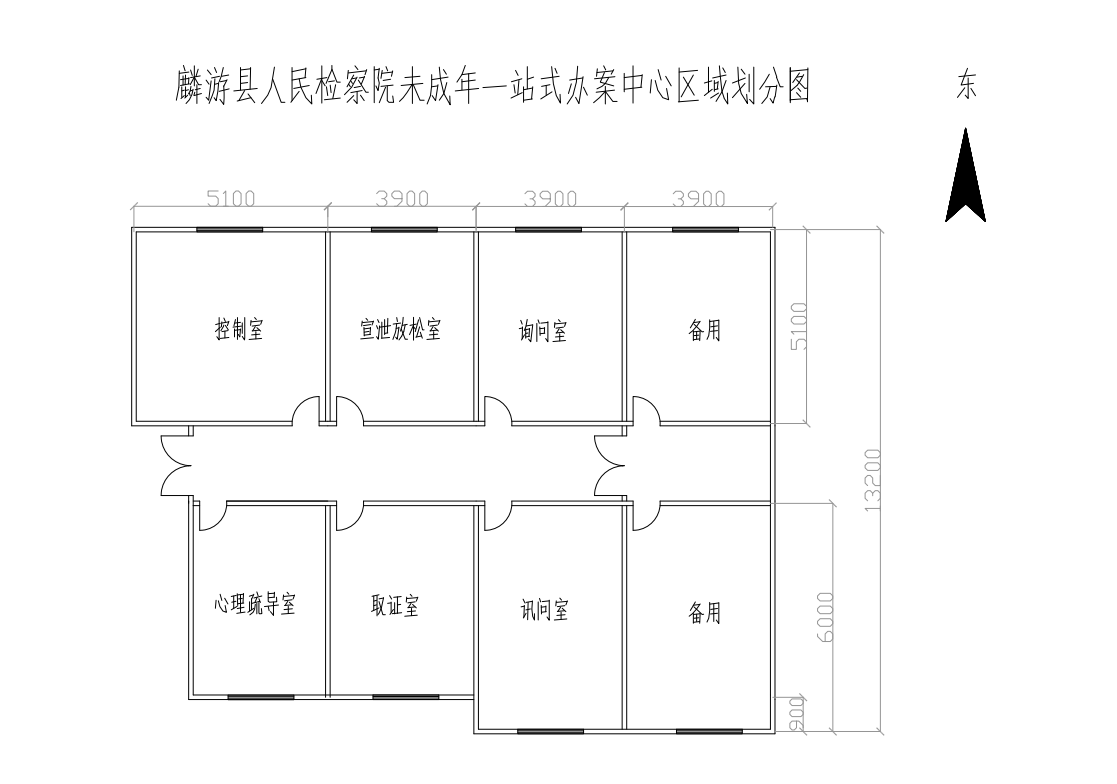 麟游县人民检察院未成年一站式办案中心区域划分图
东
5100
3900
3900
3900
控制室
宣泄放松室
询问室
备用
5100
13200
心理疏导室
取证室
讯问室
备用
6000
900